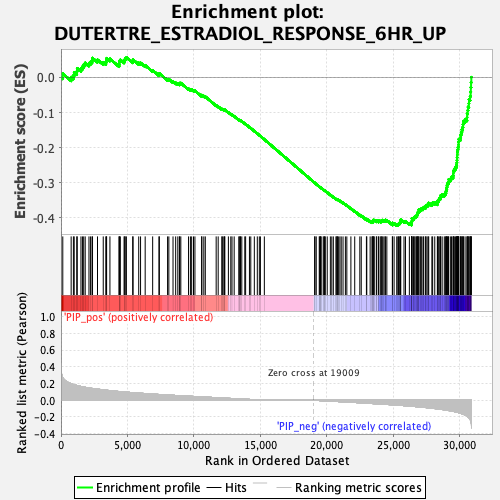 Enrichment plot:
DUTERTRE_ESTRADIOL_RESPONSE_6HR_UP
Enrichment score (ES)
0.0
-0.1
-0.2
-0.3
-0.4
Ranked list metric (Pearson)
1.0
0.8
0.6
0.4
0.2
0.0
-0.2
-0.4
'PIP_pos' (positively correlated)
Zero cross at 19009
'PIP_neg' (negatively correlated)
0
5,000
10,000
15,000
20,000
25,000
30,000
Rank in Ordered Dataset
Enrichment profile
Hits
Ranking metric scores